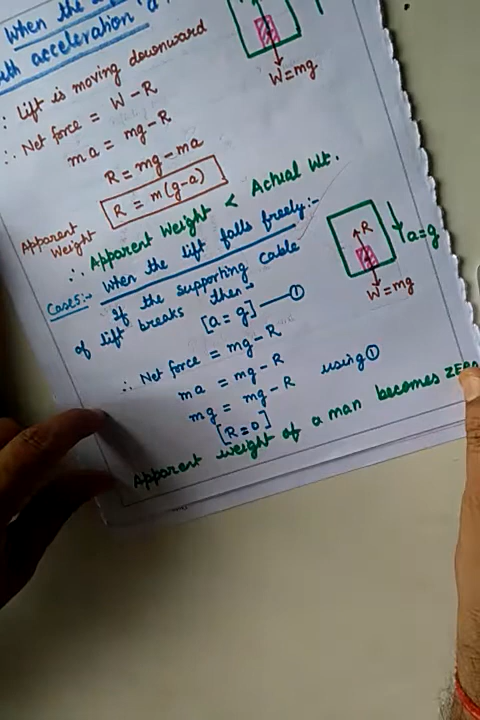 When the
with acceleration 'a'
∴ Lift is moving downward
∴ Net force = W - R
ma = mg - R
R = mg - ma
Apparent Weight R = m(g-a)
W = mg
∴ Apparent Weight < Actual Wt.
Case5:- When the lift falls freely:-
If the supporting cable
of lift breaks then-
[a = g] — ①
R
a=g
W = mg
∴ Net force = mg - R
ma = mg - R
mg = mg - R using ①
[R = 0]
Apparent weight of a man becomes ZERO